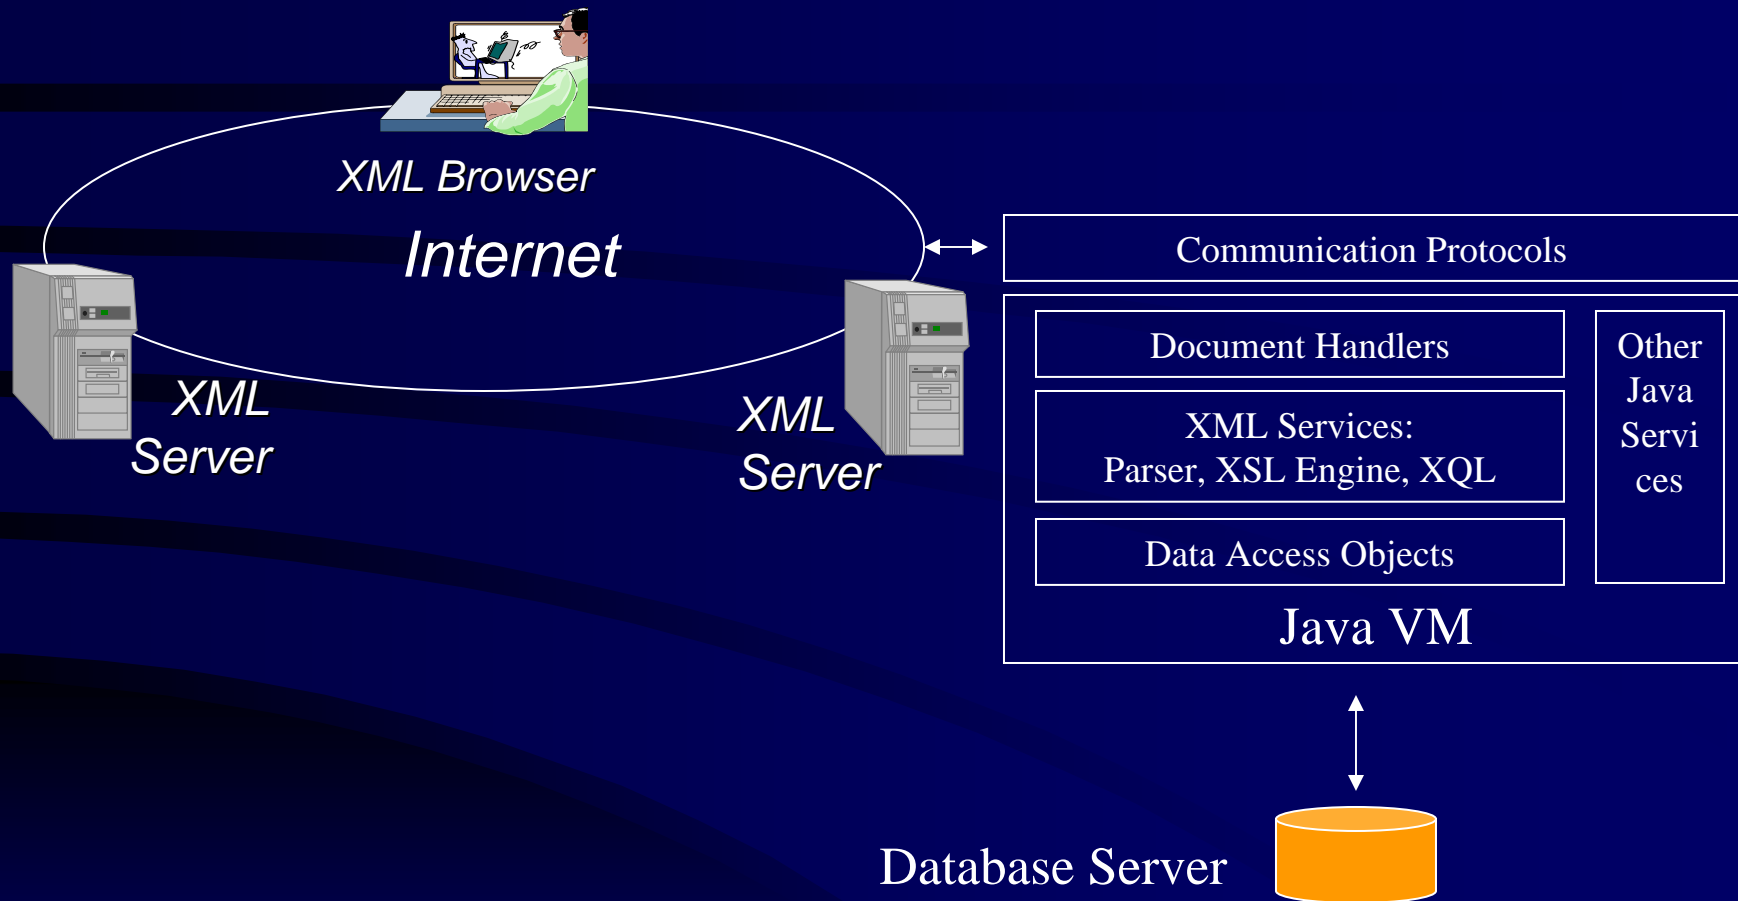 XML Browser
Internet
XML
Server
XML
Server
Communication Protocols
Document Handlers
XML Services:
Parser, XSL Engine, XQL
Data Access Objects
Other
Java
Servi
ces
Java VM
Database Server